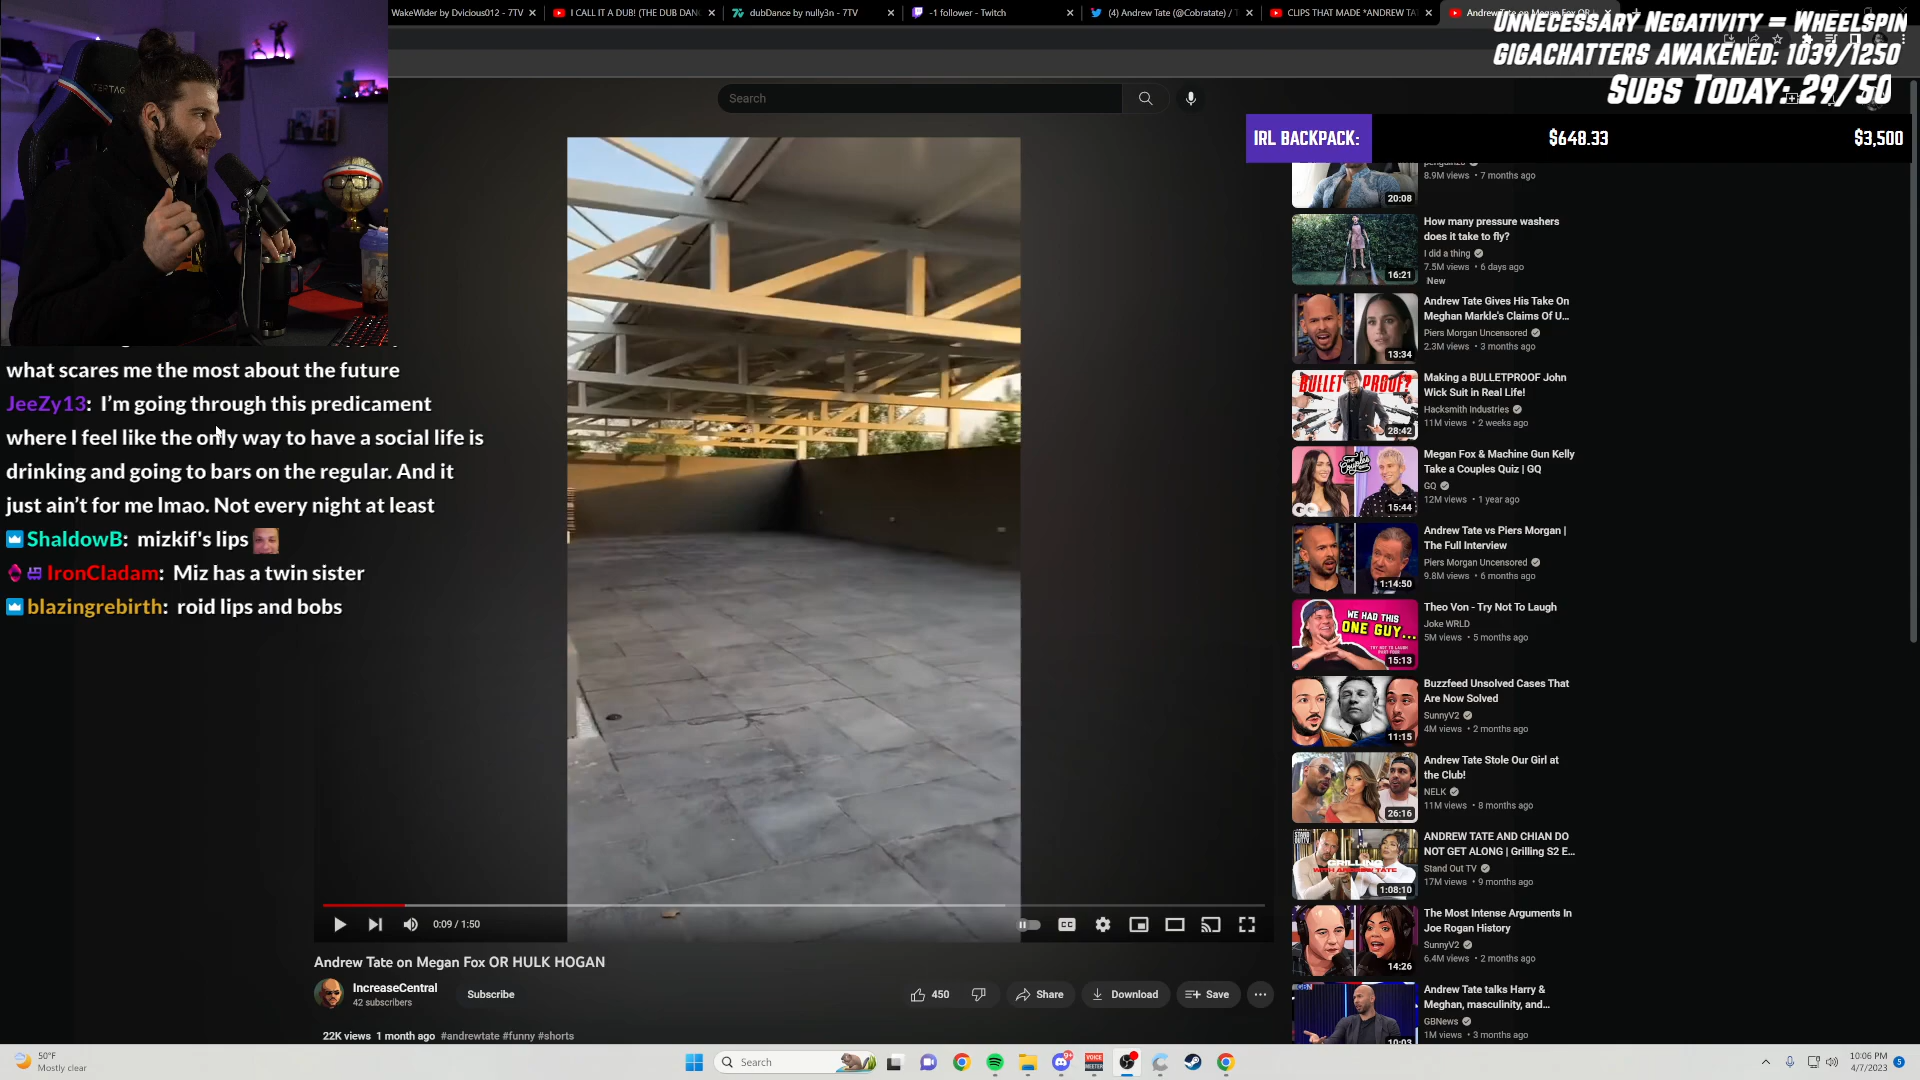 WakeWider by Dvicious012 - 7TV
I CALL IT A DUB! (THE DUB DAN
dubDance by nully3n - 7TV
-1 follower - Twitch
(4) Andrew Tate (@Cobratate) / T
CLIPS THAT MADE *ANDREW TA
Andrew Tate on Megan Fox OR
Unnecessary Negativity = Wheelspin
GigaChatters Awakened: 1039/1250
Subs Today: 29/50
IRL BACKPACK:
$648.33
$3,500
Search
what scares me the most about the future
JeeZy13: I'm going through this predicament
where I feel like the only way to have a social life is
drinking and going to bars on the regular. And it
just ain't for me lmao. Not every night at least
ShaldowB: mizkif's lips
IronCladam: Miz has a twin sister
blazingrebirth: roid lips and bobs
0:09 / 1:50
CC
Andrew Tate on Megan Fox OR HULK HOGAN
IncreaseCentral
42 subscribers
Subscribe
450
Share
Download
Save
22K views 1 month ago #andrewtate #funny #shorts
8.9M views • 7 months ago
20:08
How many pressure washers
does it take to fly?
I did a thing
7.5M views • 6 days ago
New
16:21
Andrew Tate Gives His Take On
Meghan Markle's Claims Of U...
Piers Morgan Uncensored
2.3M views • 3 months ago
13:34
BULLET PROOF?
Making a BULLETPROOF John
Wick Suit in Real Life!
Hacksmith Industries
11M views • 2 weeks ago
28:42
Megan Fox & Machine Gun Kelly
Take a Couples Quiz | GQ
GQ
12M views • 1 year ago
GQ
15:44
Andrew Tate vs Piers Morgan |
The Full Interview
Piers Morgan Uncensored
9.8M views • 6 months ago
1:14:50
WE HAD THIS
ONE GUY...
Theo Von - Try Not To Laugh
Joke WRLD
5M views • 5 months ago
15:13
Buzzfeed Unsolved Cases That
Are Now Solved
SunnyV2
4M views • 2 months ago
11:15
Andrew Tate Stole Our Girl at
the Club!
NELK
11M views • 8 months ago
26:16
GRILLING
WITH ANDREW TATE
ANDREW TATE AND CHIAN DO
NOT GET ALONG | Grilling S2 E...
Stand Out TV
17M views • 9 months ago
1:08:10
The Most Intense Arguments In
Joe Rogan History
SunnyV2
6.4M views • 2 months ago
14:26
Andrew Tate talks Harry &
Meghan, masculinity, and...
GBNews
1M views • 3 months ago
10:03
50°F
Mostly clear
Search
10:06 PM
4/7/2023